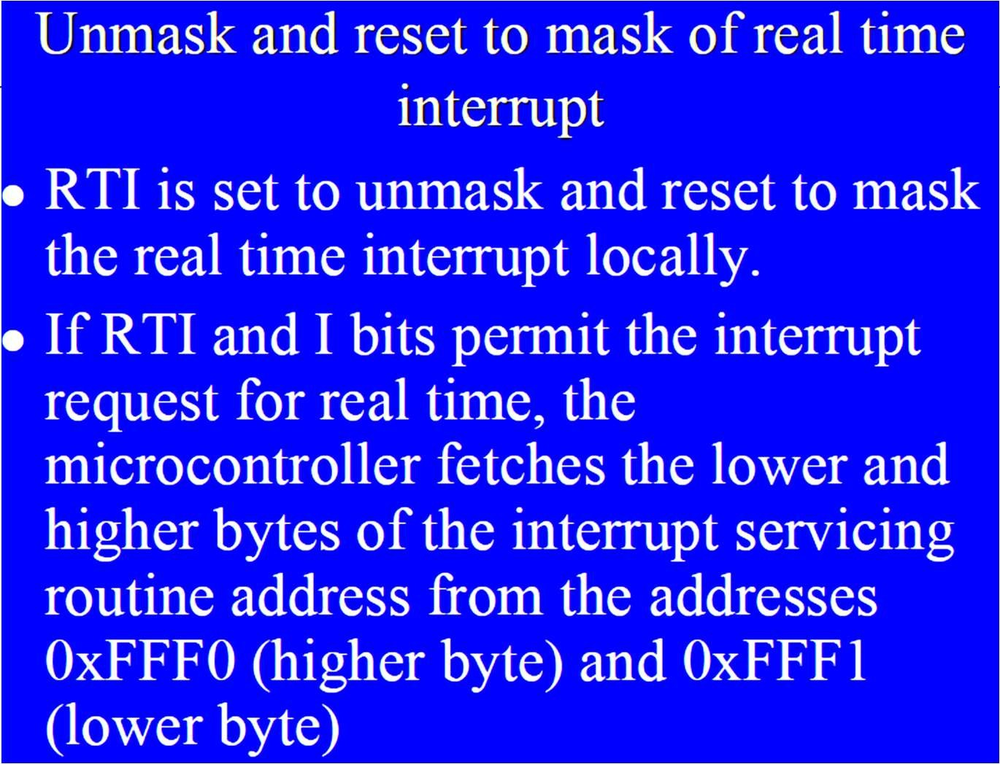 Unmask and reset to mask of real time
interrupt
• RTI is set to unmask and reset to mask
the real time interrupt locally.
• If RTI and I bits permit the interrupt
request for real time, the
microcontroller fetches the lower and
higher bytes of the interrupt servicing
routine address from the addresses
0xFFF0 (higher byte) and 0xFFF1
(lower byte)